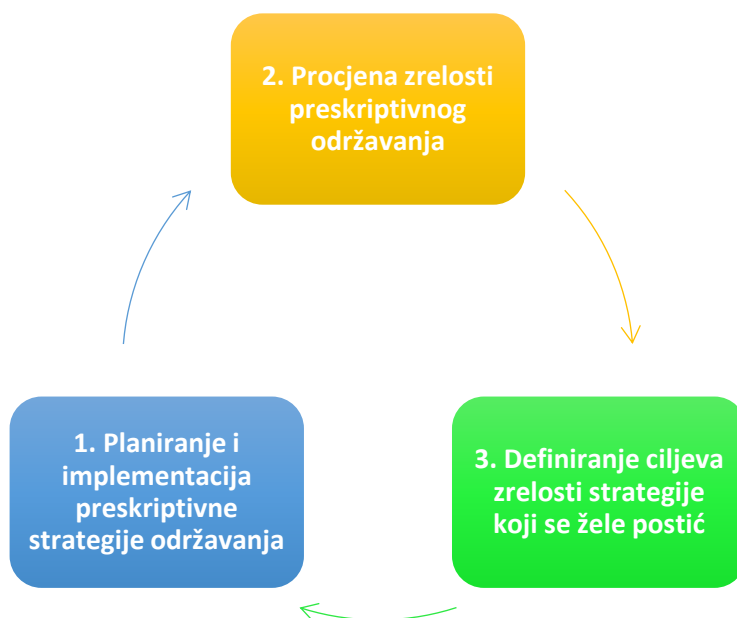 2. Procjena zrelosti
preskriptivnog
održavanja
1. Planiranje i
implementacija
preskriptivne
strategije održavanja
3. Definiranje ciljeva
zrelosti strategije
koji se žele postić